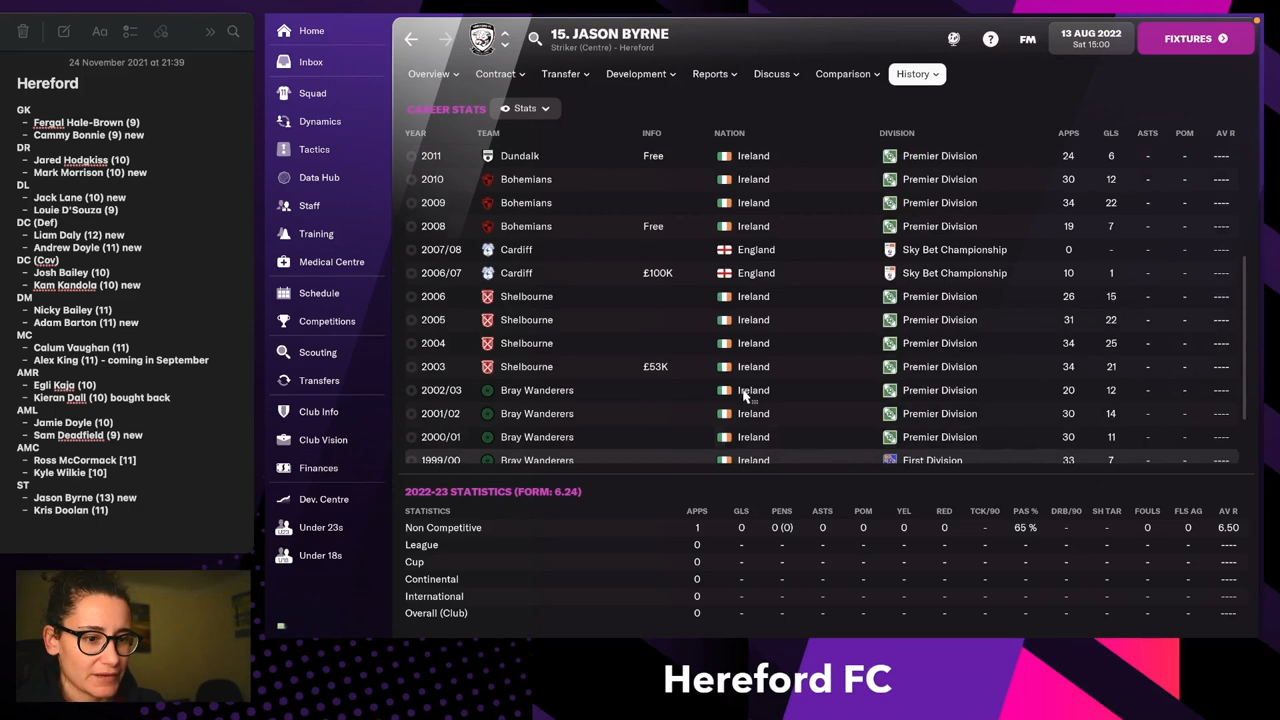 24 November 2021 at 21:39
Hereford
GK
- Fergal Hale-Brown (9)
- Cammy Bonnie (9) new
DR
- Jared Hodgkiss (10)
- Mark Morrison (10) new
DL
- Jack Lane (10) new
- Louie D'Souza (9)
DC (Def)
- Liam Daly (12) new
- Andrew Doyle (11) new
DC (Cov)
- Josh Bailey (10)
- Kam Kandola (10) new
DM
- Nicky Bailey (11)
- Adam Barton (11) new
MC
- Calum Vaughan (11)
- Alex King (11) - coming in September
AMR
- Egli Kaja (10)
- Kieran Dall (10) bought back
AML
- Jamie Doyle (10)
- Sam Deadfield (9) new
AMC
- Ross McCormack [11]
- Kyle Wilkie [10]
ST
- Jason Byrne (13) new
- Kris Doolan (11)
Home
Inbox
Squad
Dynamics
Tactics
Data Hub
Staff
Training
Medical Centre
Schedule
Competitions
Scouting
Transfers
Club Info
Club Vision
Finances
Dev. Centre
Under 23s
Under 18s
15. JASON BYRNE
Striker (Centre) - Hereford
FM
13 AUG 2022
Sat 15:00
FIXTURES
Overview Contract Transfer Development Reports Discuss Comparison History
CAREER STATS Stats
YEAR TEAM INFO NATION DIVISION APPS GLS ASTS POM AV R
2011 Dundalk Free Ireland Premier Division 24 6 - - ----
2010 Bohemians Ireland Premier Division 30 12 - - ----
2009 Bohemians Ireland Premier Division 34 22 - - ----
2008 Bohemians Free Ireland Premier Division 19 7 - - ----
2007/08 Cardiff England Sky Bet Championship 0 - - - ----
2006/07 Cardiff £100K England Sky Bet Championship 10 1 - - ----
2006 Shelbourne Ireland Premier Division 26 15 - - ----
2005 Shelbourne Ireland Premier Division 31 22 - - ----
2004 Shelbourne Ireland Premier Division 34 25 - - ----
2003 Shelbourne £53K Ireland Premier Division 34 21 - - ----
2002/03 Bray Wanderers Ireland Premier Division 20 12 - - ----
2001/02 Bray Wanderers Ireland Premier Division 30 14 - - ----
2000/01 Bray Wanderers Ireland Premier Division 30 11 - - ----
1999/00 Bray Wanderers Ireland First Division 33 7 - - ----
2022-23 STATISTICS (FORM: 6.24)
STATISTICS APPS GLS PENS ASTS POM YEL RED TCK/90 PAS % DRB/90 SH TAR FOULS FLS AG AV R
Non Competitive 1 0 0 (0) 0 0 0 0 - 65 % - - 0 0 6.50
League 0 - - - - - - - - - - - - ----
Cup 0 - - - - - - - - - - - - ----
Continental 0 - - - - - - - - - - - - ----
International 0 - - - - - - - - - - - - ----
Overall (Club) 0 - - - - - - - - - - - - ----
Hereford FC